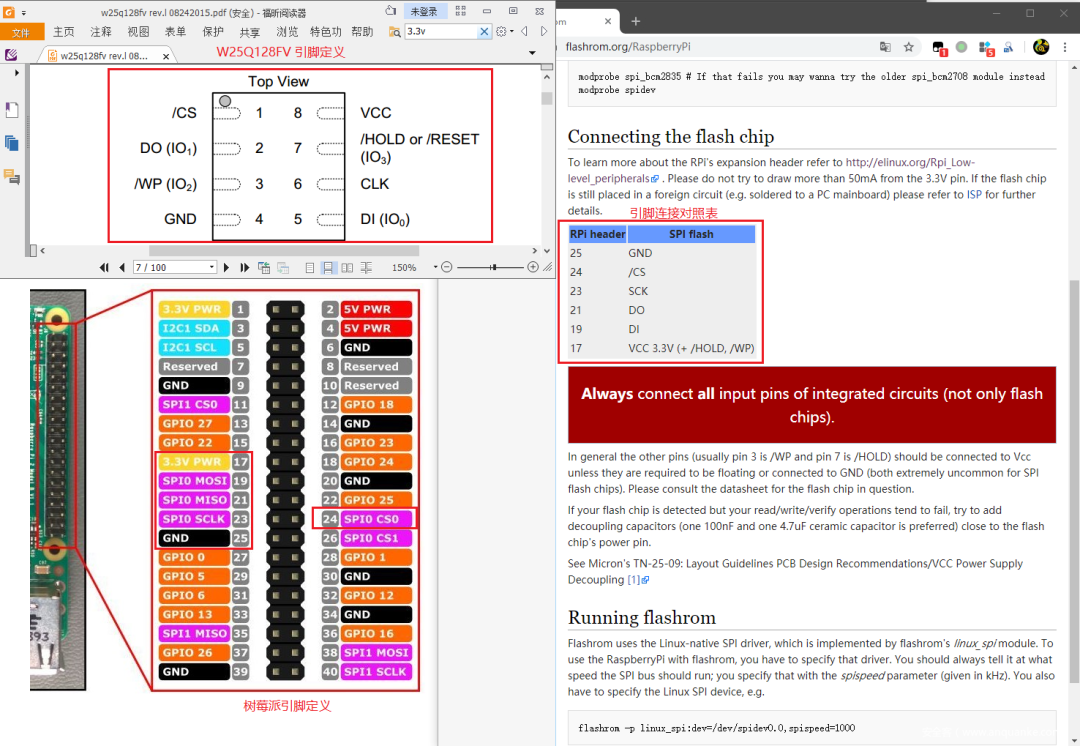 w25q128fv rev.l 08242015.pdf (安全) - 福昕阅读器
未登录
文件 主页 注释 视图 表单 保护 共享 浏览 特色功 帮助
3.3v
w25q128fv rev.l 08...
W25Q128FV 引脚定义
Top View
/CS 1 8 VCC
DO (IO1) 2 7 /HOLD or /RESET
(IO3)
/WP (IO2) 3 6 CLK
GND 4 5 DI (IO0)
7 / 100
150%
3.3V PWR 1 2 5V PWR
I2C1 SDA 3 4 5V PWR
I2C1 SCL 5 6 GND
Reserved 7 8 Reserved
GND 9 10 Reserved
SPI1 CS0 11 12 GPIO 18
GPIO 27 13 14 GND
GPIO 22 15 16 GPIO 23
3.3V PWR 17 18 GPIO 24
SPI0 MOSI 19 20 GND
SPI0 MISO 21 22 GPIO 25
SPI0 SCLK 23 24 SPI0 CS0
GND 25 26 SPI0 CS1
GPIO 0 27 28 GPIO 1
GPIO 5 29 30 GND
GPIO 6 31 32 GPIO 12
GPIO 13 33 34 GND
SPI1 MISO 35 36 GPIO 16
GPIO 26 37 38 SPI1 MOSI
GND 39 40 SPI1 SCLK
树莓派引脚定义
flashrom.org/RaspberryPi
modprobe spi_bcm2835 # If that fails you may wanna try the older spi_bcm2708 module instead
modprobe spidev
Connecting the flash chip
To learn more about the RPi's expansion header refer to http://elinux.org/Rpi_Low-
level_peripherals . Please do not try to draw more than 50mA from the 3.3V pin. If the flash chip
is still placed in a foreign circuit (e.g. soldered to a PC mainboard) please refer to ISP for further
details.
引脚连接对照表
RPi header SPI flash
25 GND
24 /CS
23 SCK
21 DO
19 DI
17 VCC 3.3V (+ /HOLD, /WP)
Always connect all input pins of integrated circuits (not only flash
chips).
In general the other pins (usually pin 3 is /WP and pin 7 is /HOLD) should be connected to Vcc
unless they are required to be floating or connected to GND (both extremely uncommon for SPI
flash chips). Please consult the datasheet for the flash chip in question.
If your flash chip is detected but your read/write/verify operations tend to fail, try to add
decoupling capacitors (one 100nF and one 4.7uF ceramic capacitor is preferred) close to the flash
chip's power pin.
See Micron's TN-25-09: Layout Guidelines PCB Design Recommendations/VCC Power Supply
Decoupling [1]
Running flashrom
Flashrom uses the Linux-native SPI driver, which is implemented by flashrom's linux_spi module. To
use the RaspberryPi with flashrom, you have to specify that driver. You should always tell it at what
speed the SPI bus should run; you specify that with the spispeed parameter (given in kHz). You also
have to specify the Linux SPI device, e.g.
flashrom -p linux_spi:dev=/dev/spidev0.0,spispeed=1000